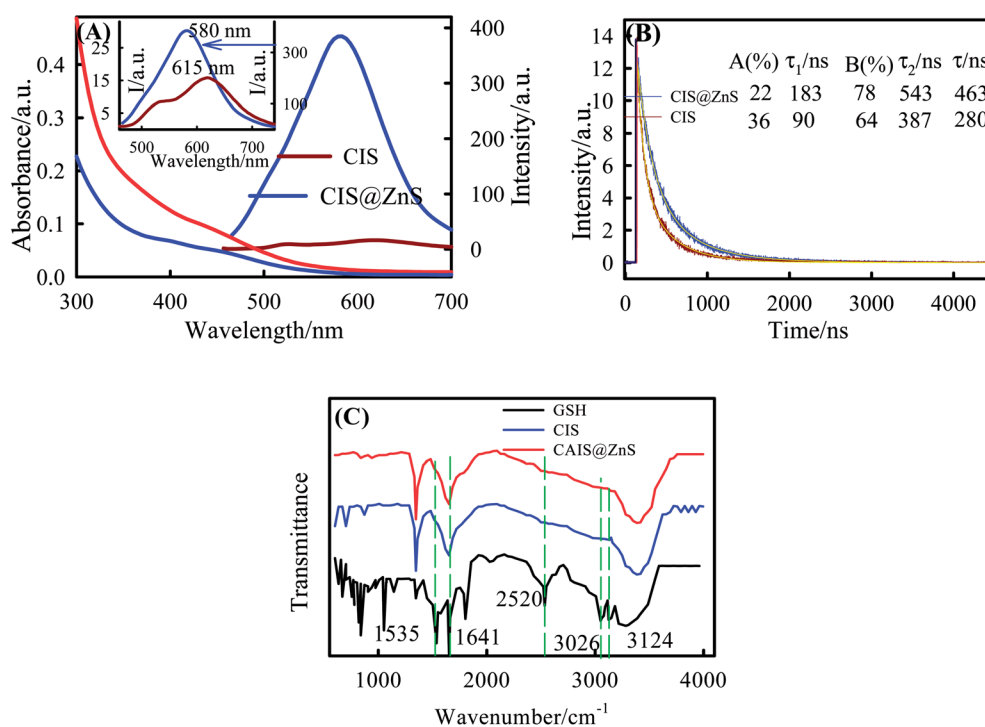 (A)
580 nm
615 nm
I/a.u.
I/a.u.
30
25
15
5
300
100
500 600 700
Wavelength/nm
CIS
CIS@ZnS
Absorbance/a.u.
0.4
0.3
0.2
0.1
0.0
300 400 500 600 700
Wavelength/nm
400
300
200
100
0
Intensity/a.u.
(B)
14
12
10
8
6
4
2
0
Intensity/a.u.
A(%) τ1/ns B(%) τ2/ns τ/ns
CIS@ZnS 22 183 78 543 463
CIS 36 90 64 387 280
0 1000 2000 3000 4000
Time/ns
(C)
GSH
CIS
CAIS@ZnS
Transmittance
2520
1535 1641 3026 3124
1000 2000 3000 4000
Wavenumber/cm⁻¹